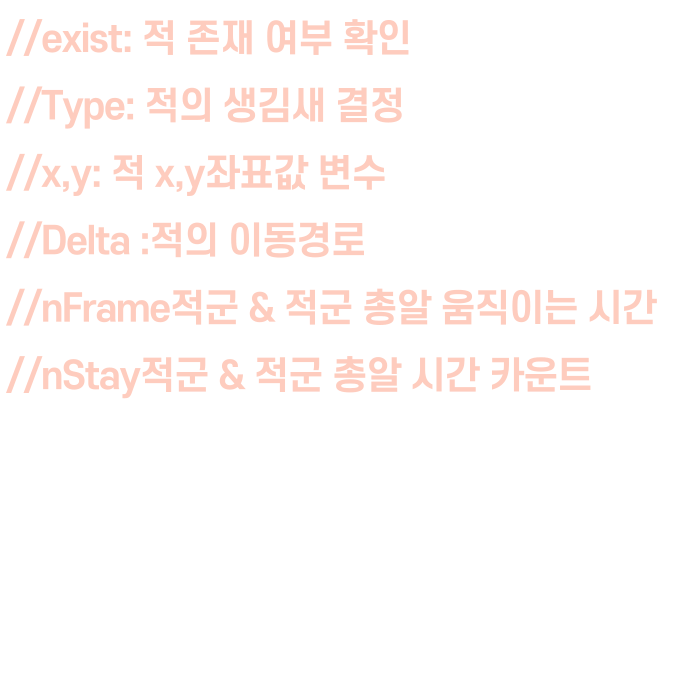 //exist: 적 존재 여부 확인
//Type: 적의 생김새 결정
//x,y: 적 x,y좌표값 변수
//Delta :적의 이동경로
//nFrame적군 & 적군 총알 움직이는 시간
//nStay적군 & 적군 총알 시간 카운트